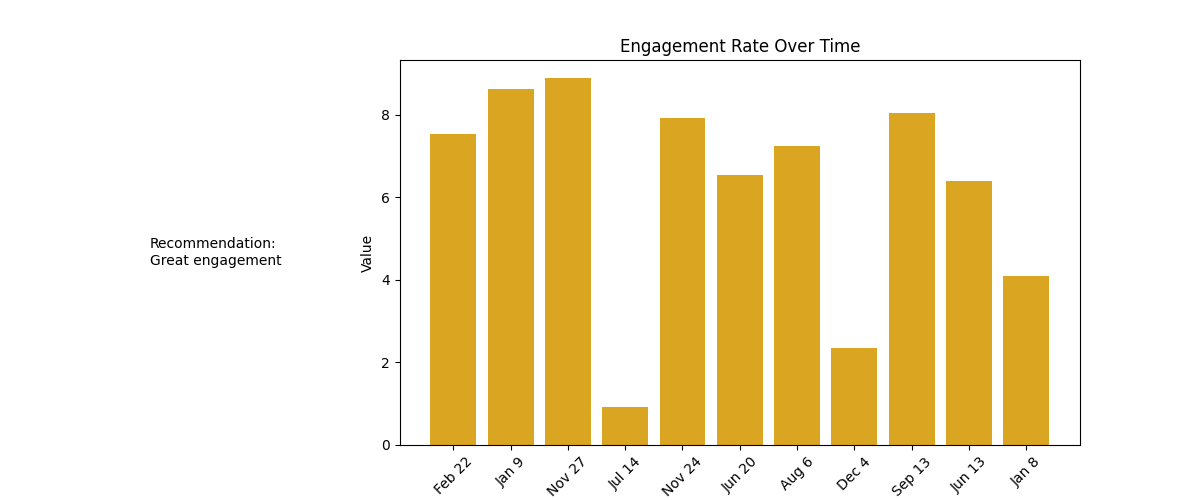 Engagement Rate Over Time
Recommendation:
Great engagement
Value
8
6
4
2
0
Feb 22
Jan 9
Nov 27
Jul 14
Nov 24
Jun 20
Aug 6
Dec 4
Sep 13
Jun 13
Jan 8